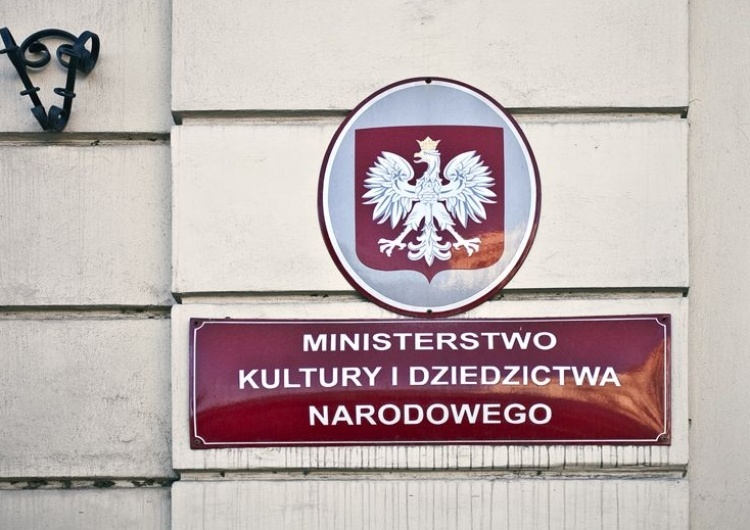 MINISTERSTWO
KULTURY I DZIEDZICTWA
NARODOWEGO